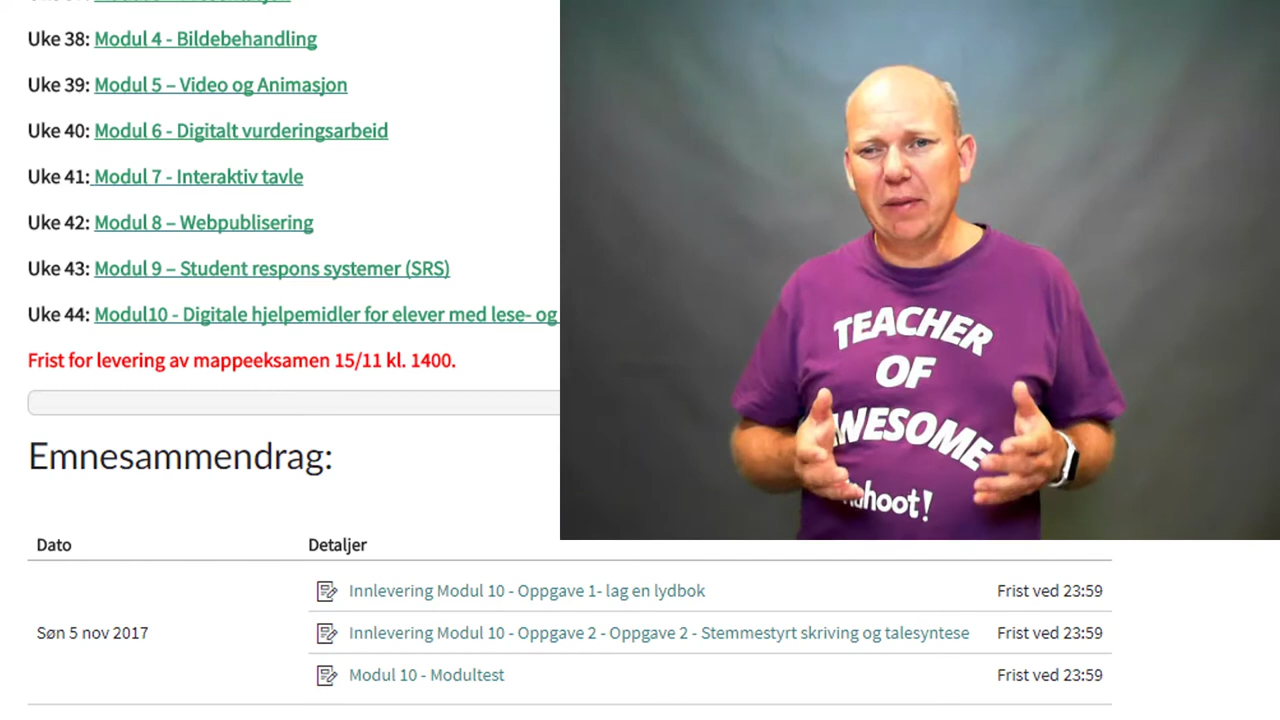 Uke 38: Modul 4 - Bildebehandling
Uke 39: Modul 5 – Video og Animasjon
Uke 40: Modul 6 - Digitalt vurderingsarbeid
Uke 41: Modul 7 - Interaktiv tavle
Uke 42: Modul 8 – Webpublisering
Uke 43: Modul 9 – Student respons systemer (SRS)
Uke 44: Modul10 - Digitale hjelpemidler for elever med lese- og
Frist for levering av mappeeksamen 15/11 kl. 1400.
TEACHER
OF
AWESOME
Kahoot!
Emnesammendrag:
Dato Detaljer
Innlevering Modul 10 - Oppgave 1- lag en lydbok Frist ved 23:59
Søn 5 nov 2017 Innlevering Modul 10 - Oppgave 2 - Oppgave 2 - Stemmestyrt skriving og talesyntese Frist ved 23:59
Modul 10 - Modultest Frist ved 23:59